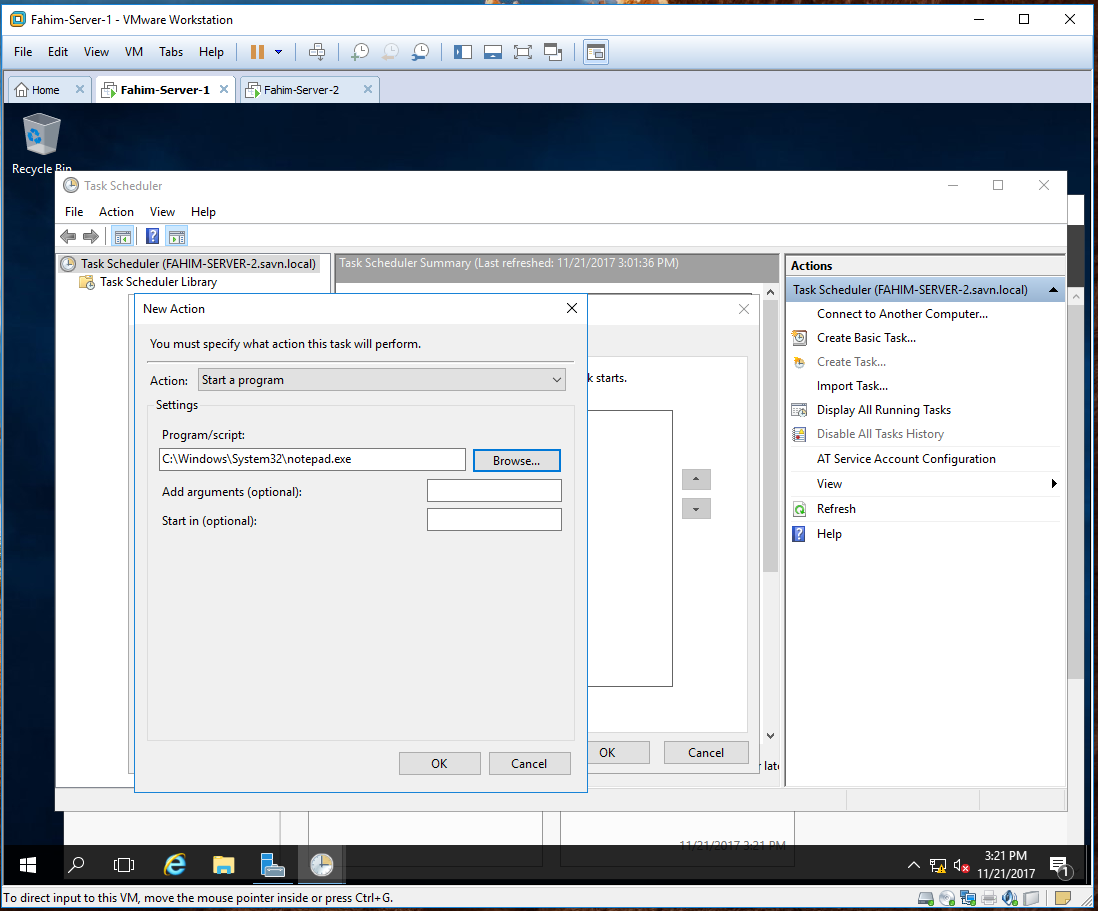 Fahim-Server-1 - VMware Workstation
File Edit View VM Tabs Help
Home Fahim-Server-1 Fahim-Server-2
Recycle Bin
Task Scheduler
File Action View Help
Task Scheduler (FAHIM-SERVER-2.savn.local)
Task Scheduler Library
Task Scheduler Summary (Last refreshed: 11/21/2017 3:01:36 PM)
New Action
You must specify what action this task will perform.
Action: Start a program
Settings
Program/script:
C:\Windows\System32\notepad.exe Browse...
Add arguments (optional):
Start in (optional):
OK Cancel
k starts.
OK Cancel
r late
Actions
Task Scheduler (FAHIM-SERVER-2.savn.local)
Connect to Another Computer...
Create Basic Task...
Create Task...
Import Task...
Display All Running Tasks
Disable All Tasks History
AT Service Account Configuration
View
Refresh
Help
11/21/2017 3:21 PM
3:21 PM
11/21/2017
1
To direct input to this VM, move the mouse pointer inside or press Ctrl+G.